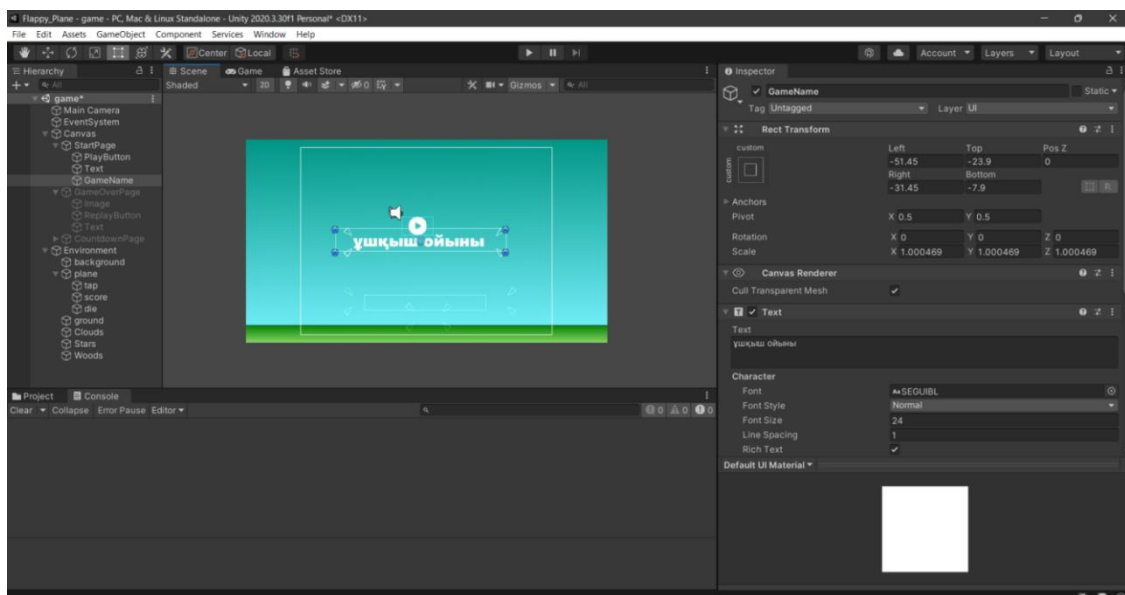 Flappy_Plane - game - PC, Mac & Linux Standalone - Unity 2020.3.30f1 Personal* <DX11>
File Edit Assets GameObject Component Services Window Help
Center Local Account Layers Layout
Hierarchy
All
game*
Main Camera
EventSystem
Canvas
StartPage
PlayButton
Text
GameName
GameOverPage
Image
ReplayButton
Text
CountdownPage
Environment
background
plane
tap
score
die
ground
Clouds
Stars
Woods
Scene Game Asset Store
Shaded 2D 0 Gizmos All
ұшқыш ойыны
Project Console
Clear Collapse Error Pause Editor 0 0 0
Inspector
GameName Static
Tag Untagged Layer UI
Rect Transform
custom Left Top Pos Z
custom
-51.45 -23.9 0
Right Bottom
-31.45 -7.9 R
Anchors
Pivot X 0.5 Y 0.5
Rotation X 0 Y 0 Z 0
Scale X 1.000469 Y 1.000469 Z 1.000469
Canvas Renderer
Cull Transparent Mesh
Text
Text
ұшқыш ойыны
Character
Font SEGUIBL
Font Style Normal
Font Size 24
Line Spacing 1
Rich Text
Default UI Material